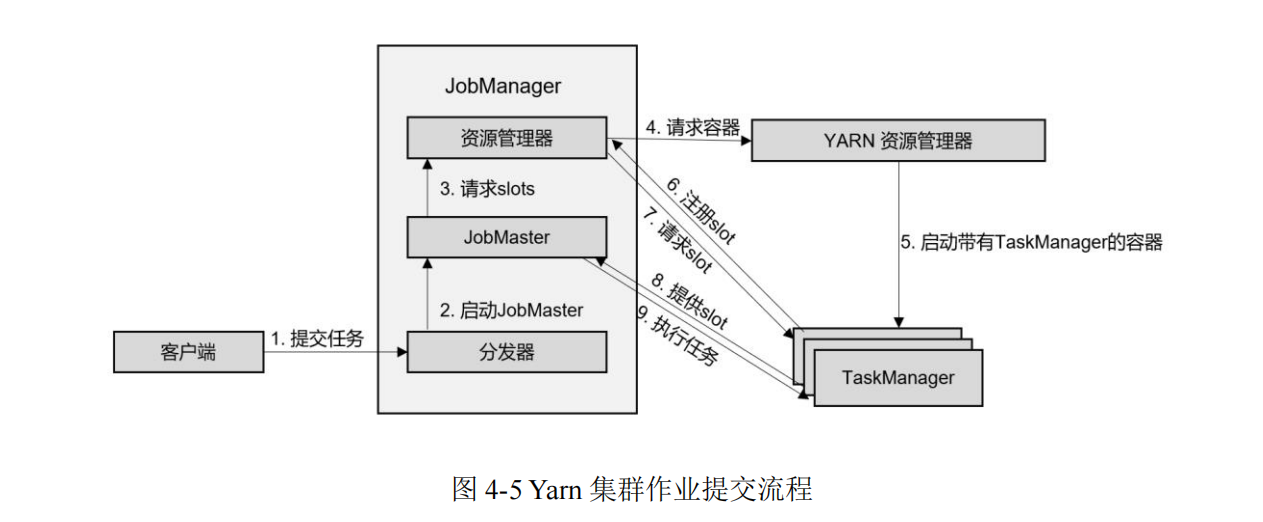 JobManager
资源管理器
4. 请求容器
YARN 资源管理器
3. 请求slots
6. 注册slot
7. 请求slot
JobMaster
5. 启动带有TaskManager的容器
8. 提供slot
9. 执行任务
2. 启动JobMaster
客户端
1. 提交任务
分发器
TaskManager
图 4-5 Yarn 集群作业提交流程